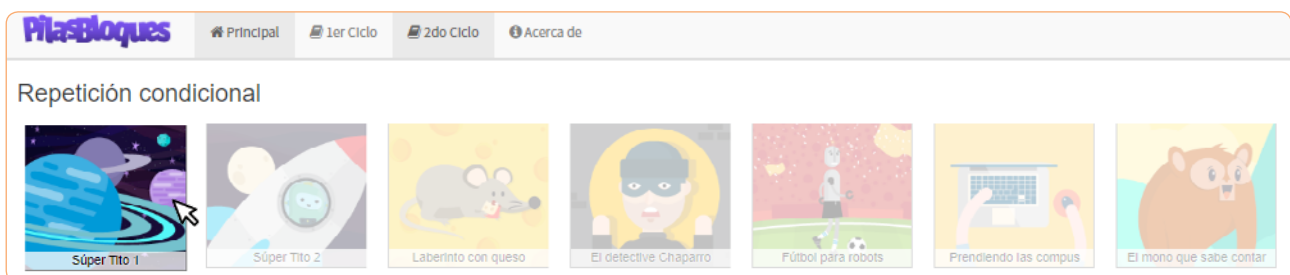 PilasBloques Principal 1er Ciclo 2do Ciclo Acerca de
Repetición condicional
Súper Tito 1 Súper Tito 2 Laberinto con queso El detective Chaparro Fútbol para robots Prendiendo las compus El mono que sabe contar